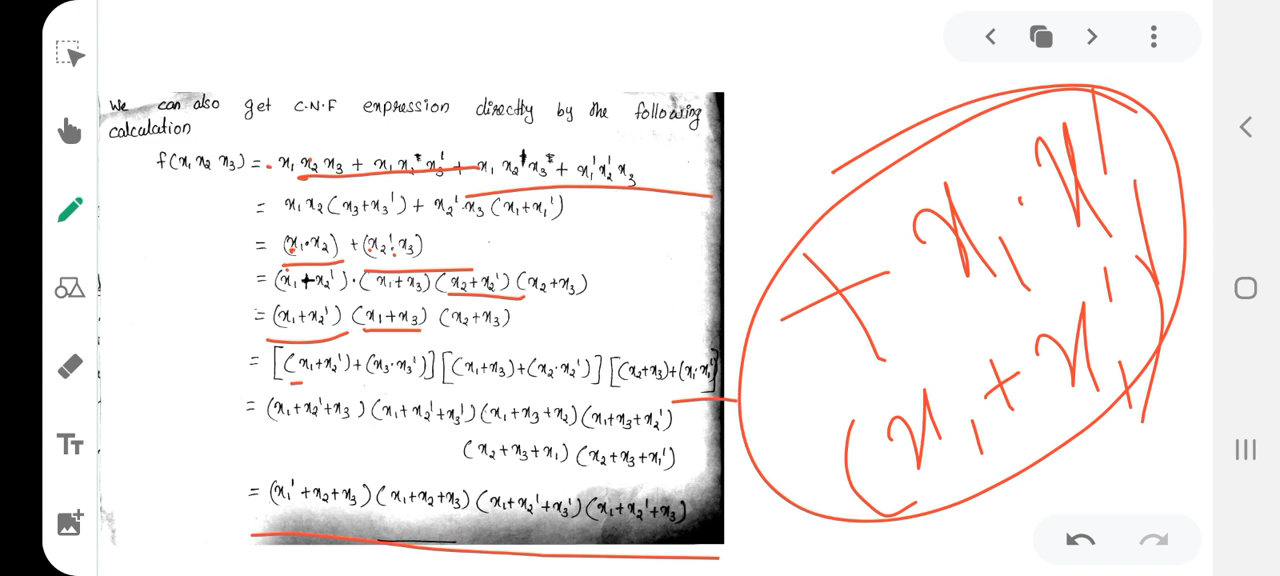 We can also get C.N.F expression directly by the following
calculation
f(x₁ x₂ x₃) = x₁ x₂ x₃ + x₁ x₂ x₃' + x₁ x₂' x₃ + x₁' x₂' x₃
= x₁ x₂ (x₃ + x₃') + x₂' . x₃ (x₁ + x₁')
= (x₁ . x₂) + (x₂' . x₃)
= (x₁ + x₂') . (x₁ + x₃) (x₂ + x₂') (x₂ + x₃)
= (x₁ + x₂') (x₁ + x₃) (x₂ + x₃)
= [(x₁ + x₂') + (x₃ . x₃')] [(x₁ + x₃) + (x₂ . x₂')] [(x₂ + x₃) + (x₁ . x₁')]
= (x₁ + x₂' + x₃) (x₁ + x₂' + x₃') (x₁ + x₃ + x₂) (x₁ + x₃ + x₂')
(x₂ + x₃ + x₁) (x₂ + x₃ + x₁')
= (x₁' + x₂ + x₃) (x₁ + x₂ + x₃) (x₁ + x₂' + x₃') (x₁ + x₂' + x₃)
+ x₁ . x₁'
(x₁ + x₁')
Tт